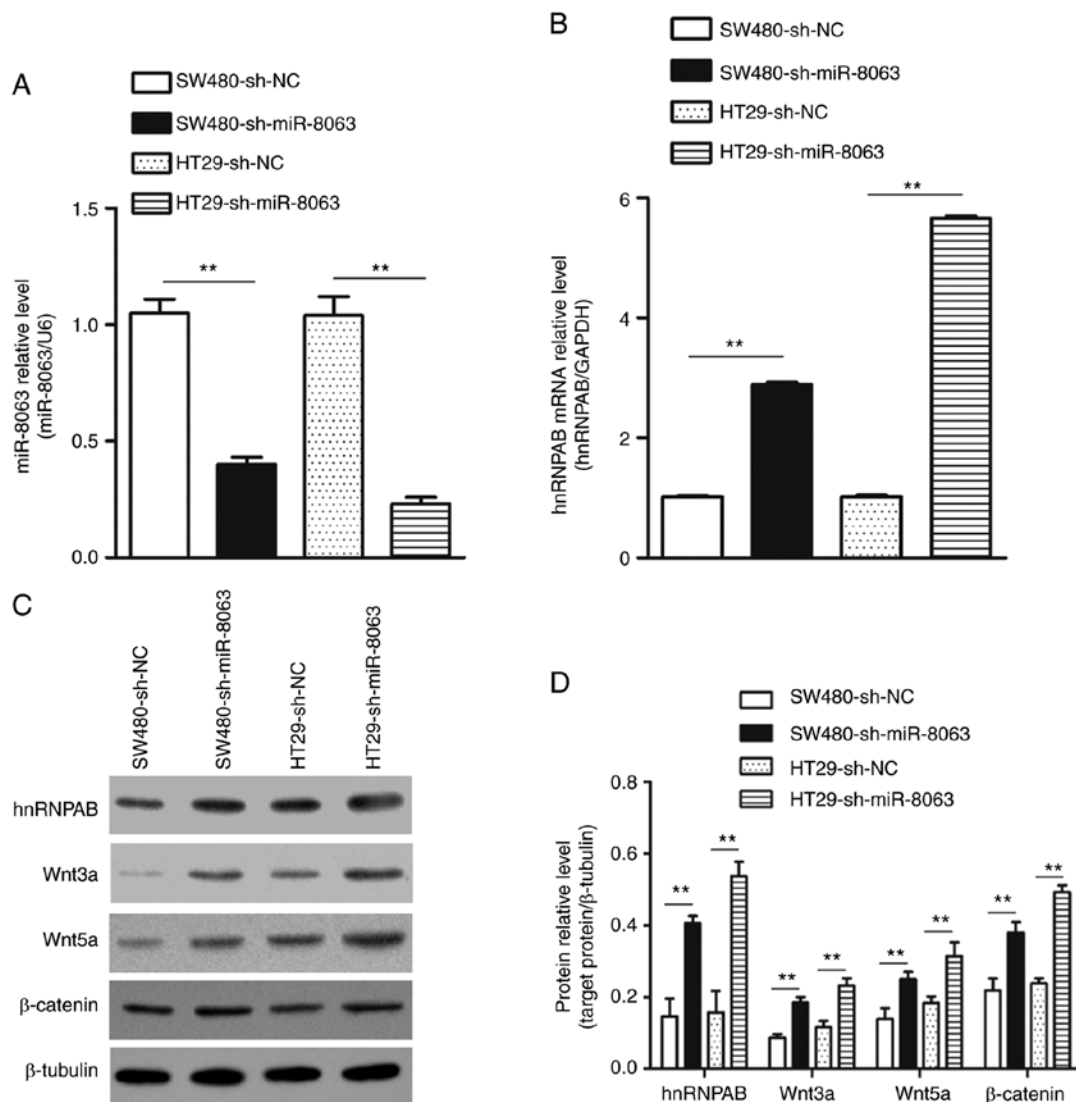 A
SW480-sh-NC
SW480-sh-miR-8063
HT29-sh-NC
HT29-sh-miR-8063
miR-8063 relative level
(miR-8063/U6)
1.5
1.0
0.5
0.0
**
**
B
SW480-sh-NC
SW480-sh-miR-8063
HT29-sh-NC
HT29-sh-miR-8063
hnRNPAB mRNA relative level
(hnRNPAB/GAPDH)
6
4
2
0
**
**
C
SW480-sh-NC
SW480-sh-miR-8063
HT29-sh-NC
HT29-sh-miR-8063
hnRNPAB
Wnt3a
Wnt5a
β-catenin
β-tubulin
D
SW480-sh-NC
SW480-sh-miR-8063
HT29-sh-NC
HT29-sh-miR-8063
Protein relative level
(target protein/β-tubulin)
0.8
0.6
0.4
0.2
0.0
**
**
**
**
**
**
**
**
hnRNPAB
Wnt3a
Wnt5a
β-catenin